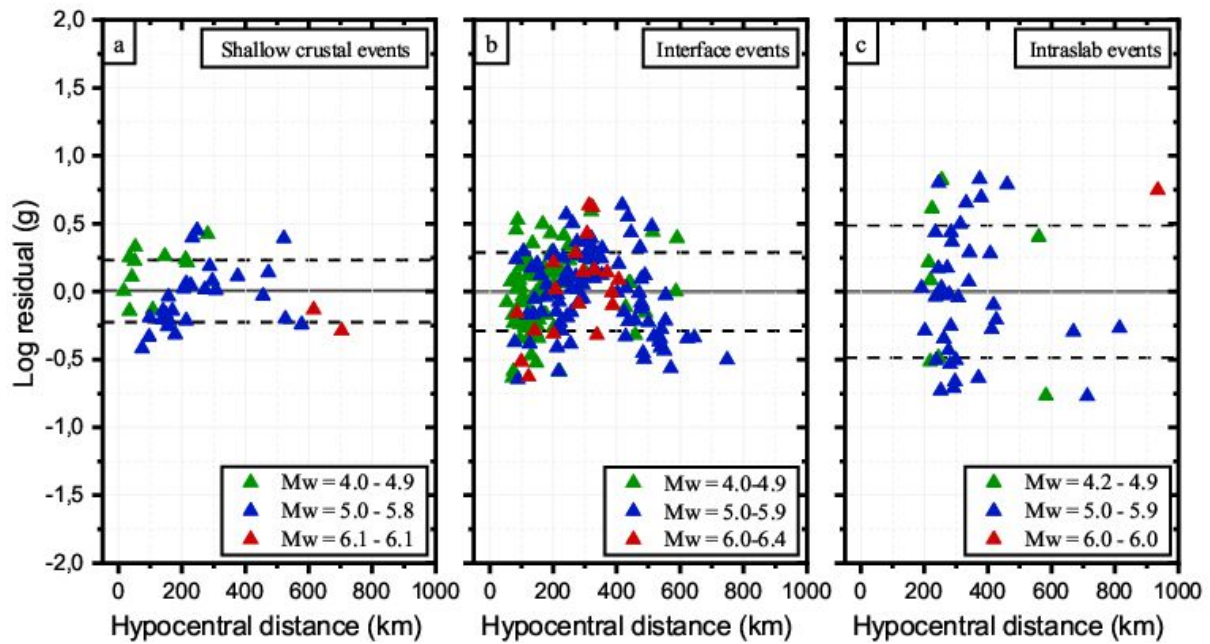 a
Shallow crustal events
b
Interface events
c
Intraslab events
2,0
1,5
1,0
0,5
0,0
-0,5
-1,0
-1,5
-2,0
Log residual (g)
Mw = 4.0 - 4.9
Mw = 5.0 - 5.8
Mw = 6.1 - 6.1
Mw = 4.0-4.9
Mw = 5.0-5.9
Mw = 6.0-6.4
Mw = 4.2 - 4.9
Mw = 5.0 - 5.9
Mw = 6.0 - 6.0
0 200 400 600 800 1000
0 200 400 600 800 1000
0 200 400 600 800 1000
Hypocentral distance (km)
Hypocentral distance (km)
Hypocentral distance (km)